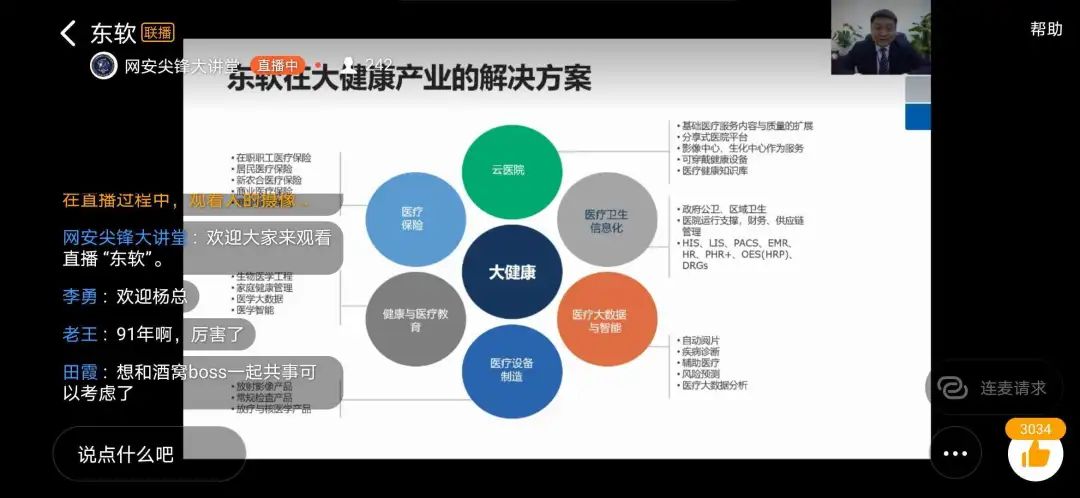 东软 联播
网安尖锋大讲堂 直播中 242
帮助
东软在大健康产业的解决方案
• 在职职工医疗保险
• 居民医疗保险
• 新农合医疗保险
• 商业医疗保险
云医院
• 基础医疗服务内容与质量的扩展
• 分享式医院平台
• 影像中心、生化中心作为服务
• 可穿戴健康设备
• 医疗健康知识库
医疗
保险
医疗卫生
信息化
• 政府公卫、区域卫生
• 医院运行支撑，财务、供应链
管理
• HIS、LIS、PACS、EMR、
HR、PHR+、OES(HRP)、
DRGs
大健康
在直播过程中，观看人的摄像..
网安尖锋大讲堂：欢迎大家来观看
直播 “东软”。
• 生物医学工程
• 家庭健康管理
• 医学大数据
• 医学智能
李勇：欢迎杨总
老王：91年啊，厉害了
田霞：想和酒窝boss一起共事可
以考虑了
健康与医疗教
育
医疗大数据
与智能
• 自动阅片
• 疾病诊断
• 辅助医疗
• 风险预测
• 医疗大数据分析
医疗设备
制造
• 放射影像产品
• 常规检查产品
• 放疗与核医学产品
连麦请求
说点什么吧
3034